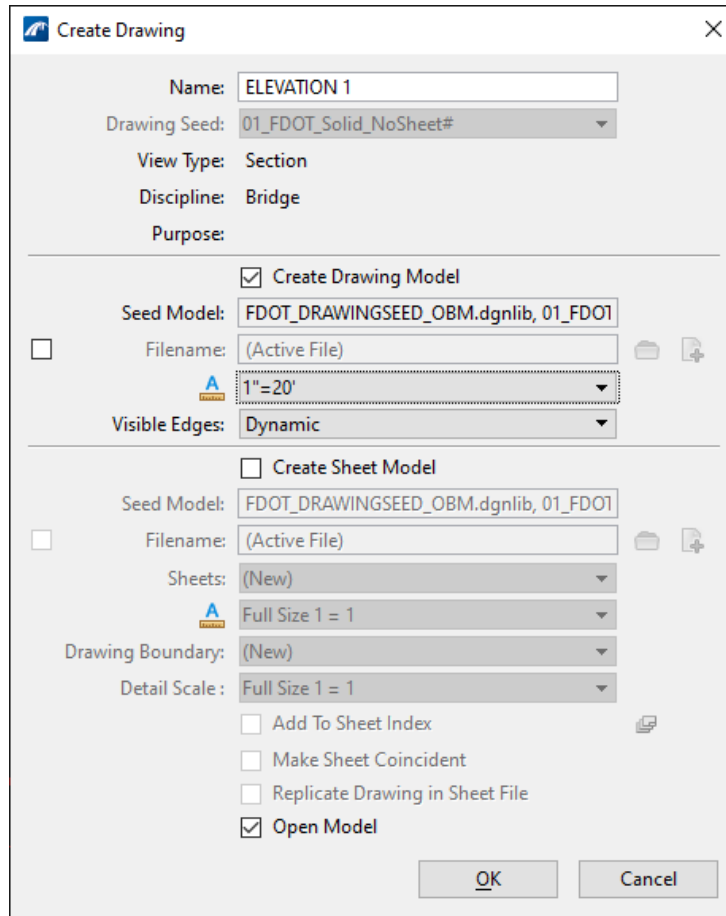 Create Drawing
Name: ELEVATION 1
Drawing Seed: 01_FDOT_Solid_NoSheet#
View Type: Section
Discipline: Bridge
Purpose:
Create Drawing Model
Seed Model: FDOT_DRAWINGSEED_OBM.dgnlib, 01_FDOT
Filename: (Active File)
A 1"=20'
Visible Edges: Dynamic
Create Sheet Model
Seed Model: FDOT_DRAWINGSEED_OBM.dgnlib, 01_FDOT
Filename: (Active File)
Sheets: (New)
A Full Size 1 = 1
Drawing Boundary: (New)
Detail Scale : Full Size 1 = 1
Add To Sheet Index
Make Sheet Coincident
Replicate Drawing in Sheet File
Open Model
OK Cancel